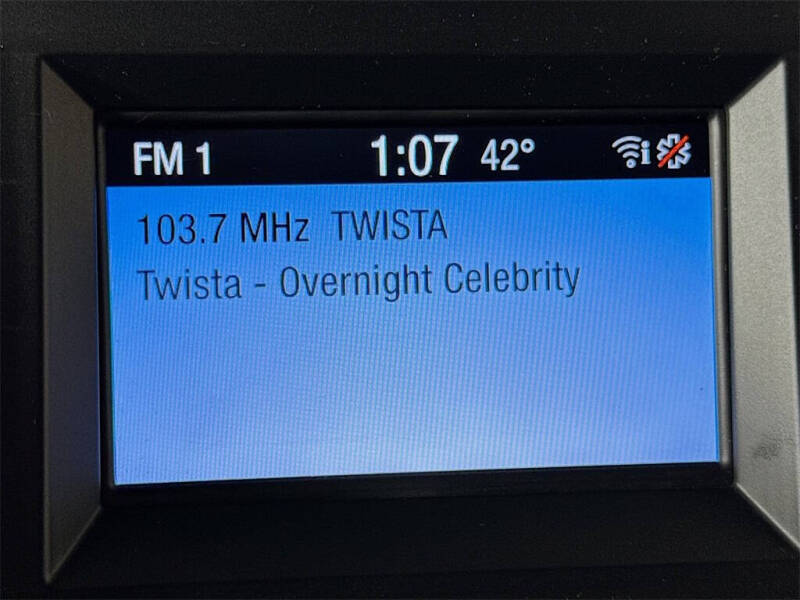 FM 1 1:07 42° i
103.7 MHz TWISTA
Twista - Overnight Celebrity